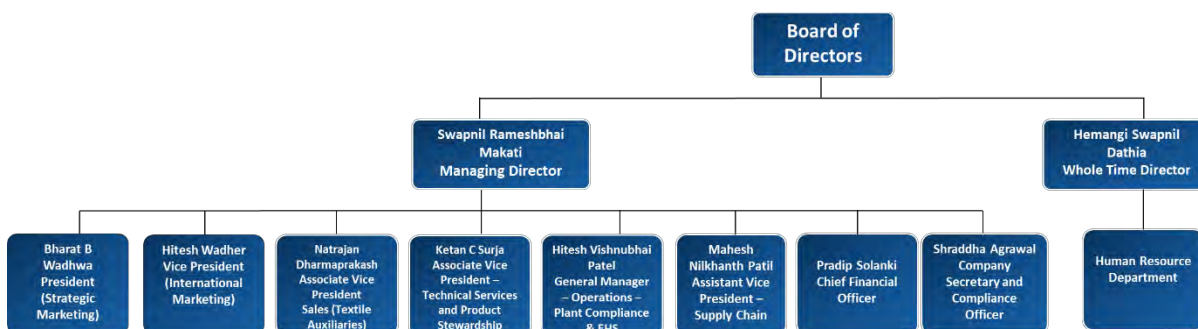 Board of
Directors
Swapnil Rameshbhai
Makati
Managing Director
Hemangi Swapnil
Dathia
Whole Time Director
Bharat B
Wadhwa
President
(Strategic
Marketing)
Hitesh Wadher
Vice President
(International
Marketing)
Natrajan
Dharmaprakash
Associate Vice
President
Sales (Textile
Auxiliaries)
Ketan C Surja
Associate Vice
President –
Technical Services
and Product
Stewardship
Hitesh Vishnubhai
Patel
General Manager
– Operations –
Plant Compliance
& EHS
Mahesh
Nilkhanth Patil
Assistant Vice
President –
Supply Chain
Pradip Solanki
Chief Financial
Officer
Shraddha Agrawal
Company
Secretary and
Compliance
Officer
Human Resource
Department